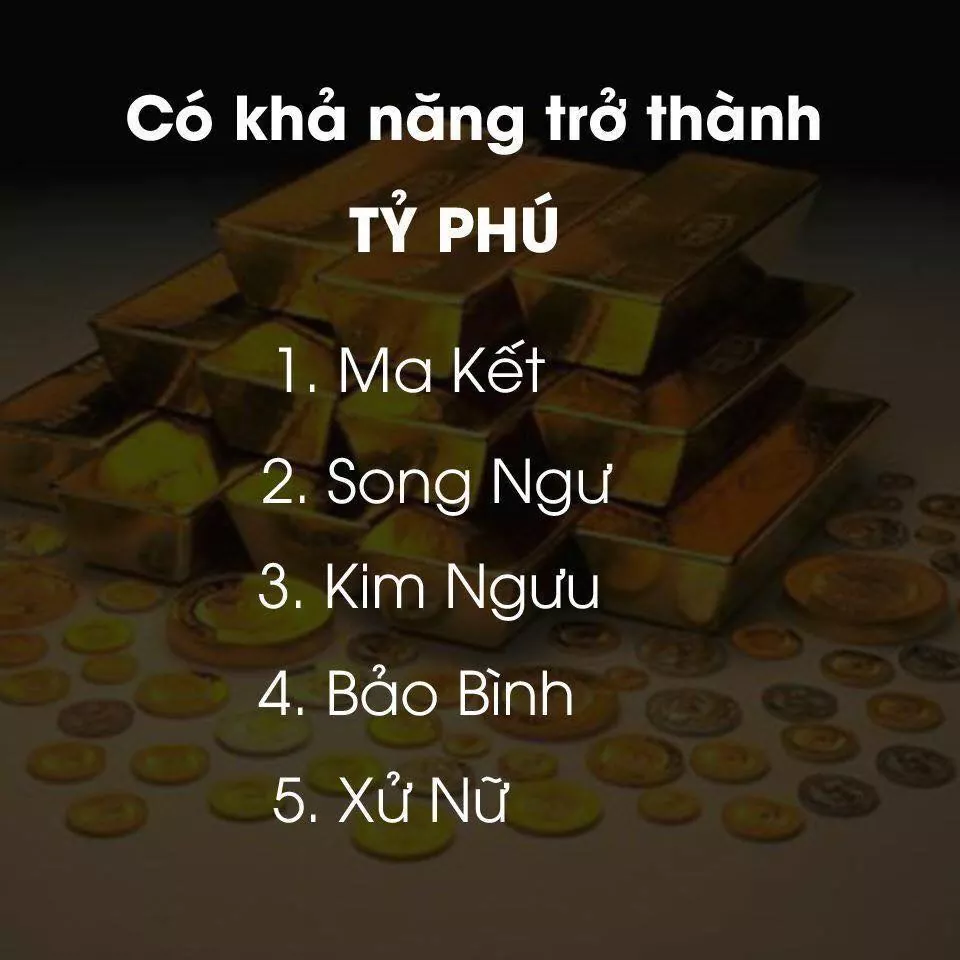 Có khả năng trở thành
TỶ PHÚ
1. Ma Kết
2. Song Ngư
3. Kim Ngưu
4. Bảo Bình
5. Xử Nữ